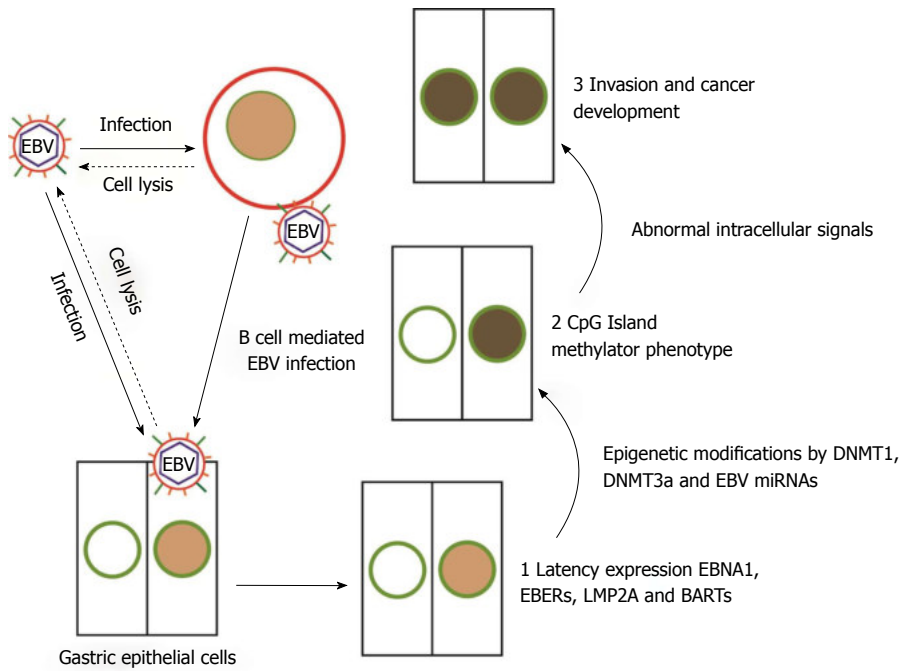 EBV
Infection
Cell lysis
EBV
Infection
Cell lysis
B cell mediated
EBV infection
EBV
Gastric epithelial cells
1 Latency expression EBNA1,
EBERs, LMP2A and BARTs
Epigenetic modifications by DNMT1,
DNMT3a and EBV miRNAs
2 CpG Island
methylator phenotype
Abnormal intracellular signals
3 Invasion and cancer
development